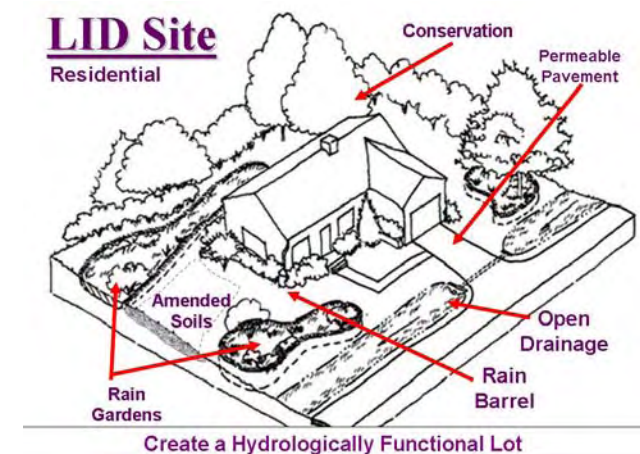 LID Site
Residential
Conservation
Permeable
Pavement
Amended
Soils
Open
Drainage
Rain
Barrel
Rain
Gardens
Create a Hydrologically Functional Lot